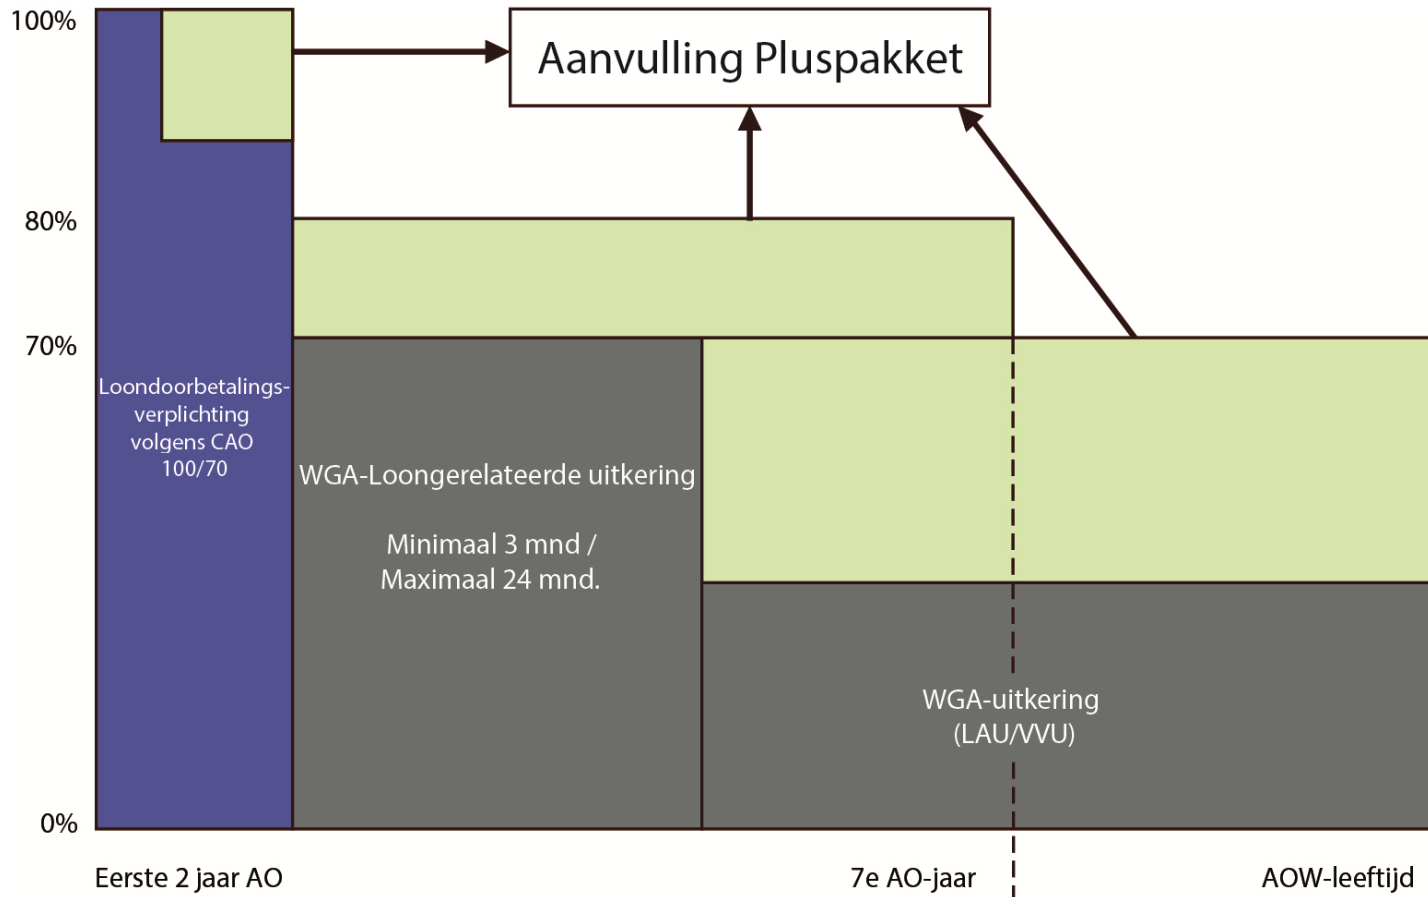 100%
Aanvulling Pluspakket
80%
70%
Loondoorbetalings-
verplichting
volgens CAO
100/70
WGA-Loongerelateerde uitkering
Minimaal 3 mnd /
Maximaal 24 mnd.
WGA-uitkering
(LAU/VVU)
0%
Eerste 2 jaar AO
7e AO-jaar
AOW-leeftijd